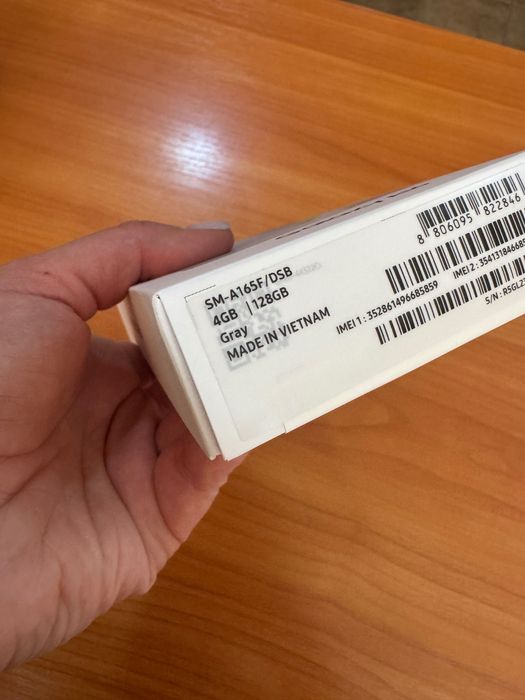 SM-A165F/DSB
4GB | 128GB
Gray
MADE IN VIETNAM
8 806095 822846
IMEI 1 : 352861496685859
IMEI 2 :
S/N :